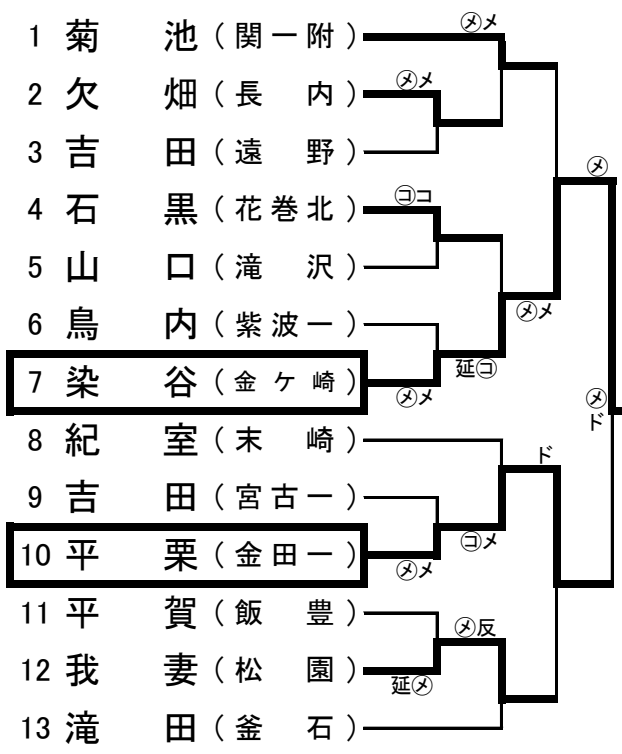 1 菊 池 （関一附） ㋱メ
2 欠 畑 （長 内） ㋱メ
3 吉 田 （遠 野）
㋱
4 石 黒 （花巻北） ㋙コ
5 山 口 （滝 沢）
6 鳥 内 （紫波一） ㋱メ
延㋙
7 染 谷 （金ケ崎） ㋱メ
㋱ド
8 紀 室 （末 崎） ド
9 吉 田 （宮古一）
㋙メ
10 平 栗 （金田一） ㋱メ
11 平 賀 （飯 豊） ㋱反
12 我 妻 （松 園） 延㋱
13 滝 田 （釜 石）